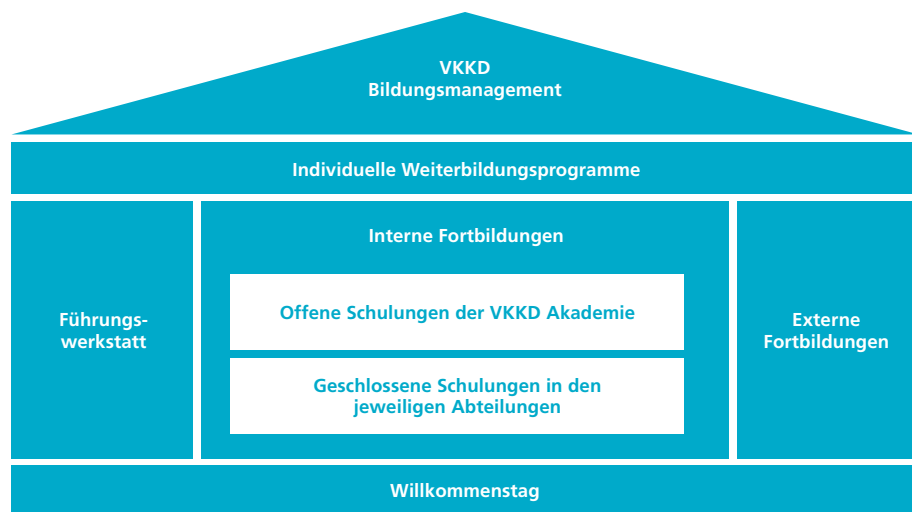 VKKD
Bildungsmanagement
Individuelle Weiterbildungsprogramme
Führungs-
werkstatt
Interne Fortbildungen
Offene Schulungen der VKKD Akademie
Geschlossene Schulungen in den
jeweiligen Abteilungen
Externe
Fortbildungen
Willkommenstag